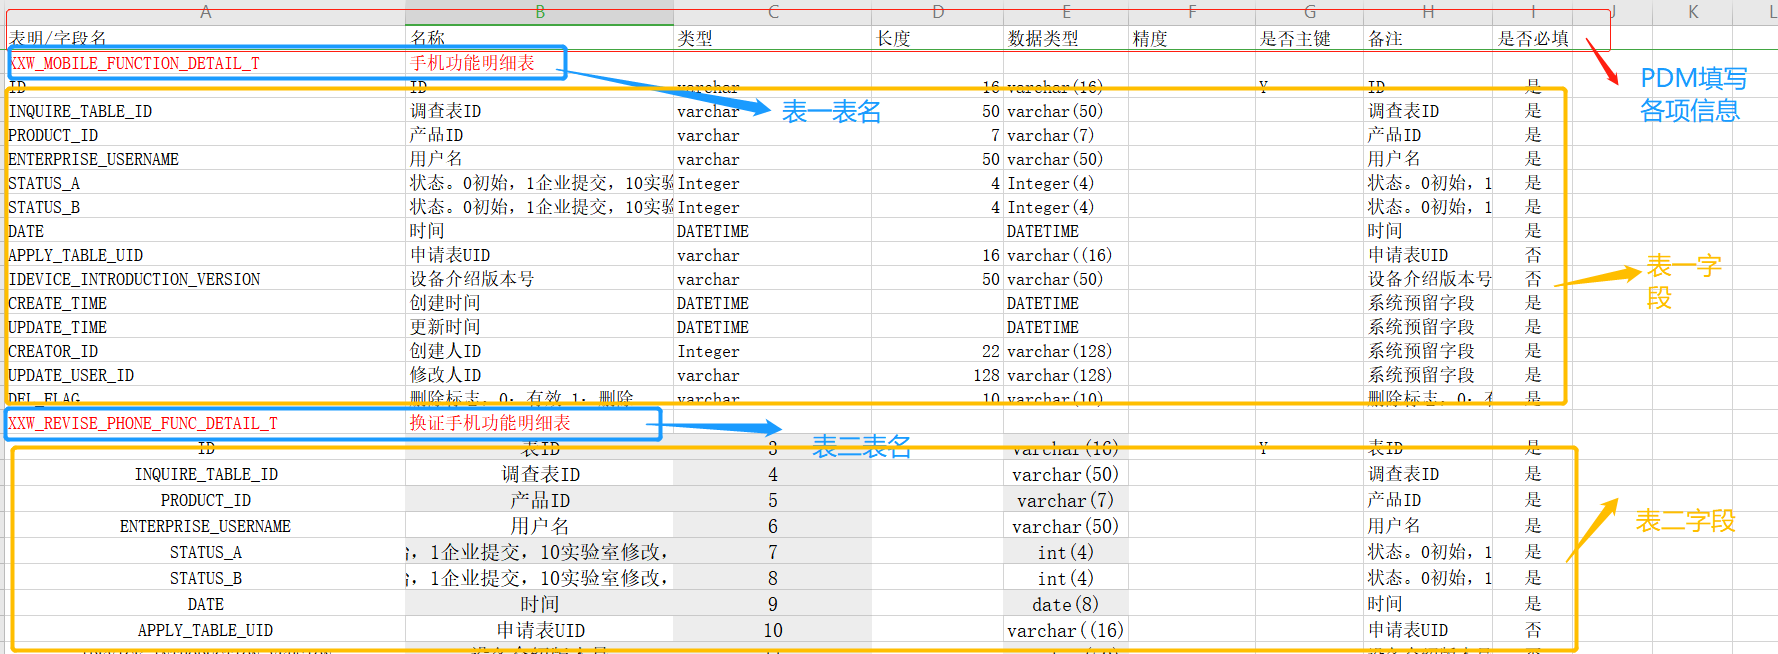 A B C D E F G H I J K L
表明/字段名 名称 类型 长度 数据类型 精度 是否主键 备注 是否必填
XXW_MOBILE_FUNCTION_DETAIL_T 手机功能明细表
PDM填写
各项信息
ID ID varchar 16 varchar(16) Y ID 是
表一表名
INQUIRE_TABLE_ID 调查表ID varchar 50 varchar(50) 调查表ID 是
PRODUCT_ID 产品ID varchar 7 varchar(7) 产品ID 是
ENTERPRISE_USERNAME 用户名 varchar 50 varchar(50) 用户名 是
STATUS_A 状态。0初始，1企业提交，10实验 Integer 4 Integer(4) 状态。0初始，1 是
STATUS_B 状态。0初始，1企业提交，10实验 Integer 4 Integer(4) 状态。0初始，1 是
DATE 时间 DATETIME DATETIME 时间 是
APPLY_TABLE_UID 申请表UID varchar 16 varchar((16) 申请表UID 否
IDEVICE_INTRODUCTION_VERSION 设备介绍版本号 varchar 50 varchar(50) 设备介绍版本号 否
表一字
段
CREATE_TIME 创建时间 DATETIME DATETIME 系统预留字段 是
UPDATE_TIME 更新时间 DATETIME DATETIME 系统预留字段 是
CREATOR_ID 创建人ID Integer 22 varchar(128) 系统预留字段 是
UPDATE_USER_ID 修改人ID varchar 128 varchar(128) 系统预留字段 是
DEL_FLAG 删除标志。0：有效 1：删除 varchar 10 varchar(10) 删除标志。0：有 是
XXW_REVISE_PHONE_FUNC_DETAIL_T 换证手机功能明细表
表二表名
ID 表ID 3 varchar(16) Y 表ID 是
INQUIRE_TABLE_ID 调查表ID 4 varchar(50) 调查表ID 是
PRODUCT_ID 产品ID 5 varchar(7) 产品ID 是
ENTERPRISE_USERNAME 用户名 6 varchar(50) 用户名 是
表二字段
STATUS_A ，1企业提交，10实验室修改， 7 int(4) 状态。0初始，1 是
STATUS_B ，1企业提交，10实验室修改， 8 int(4) 状态。0初始，1 是
DATE 时间 9 date(8) 时间 是
APPLY_TABLE_UID 申请表UID 10 varchar((16) 申请表UID 否